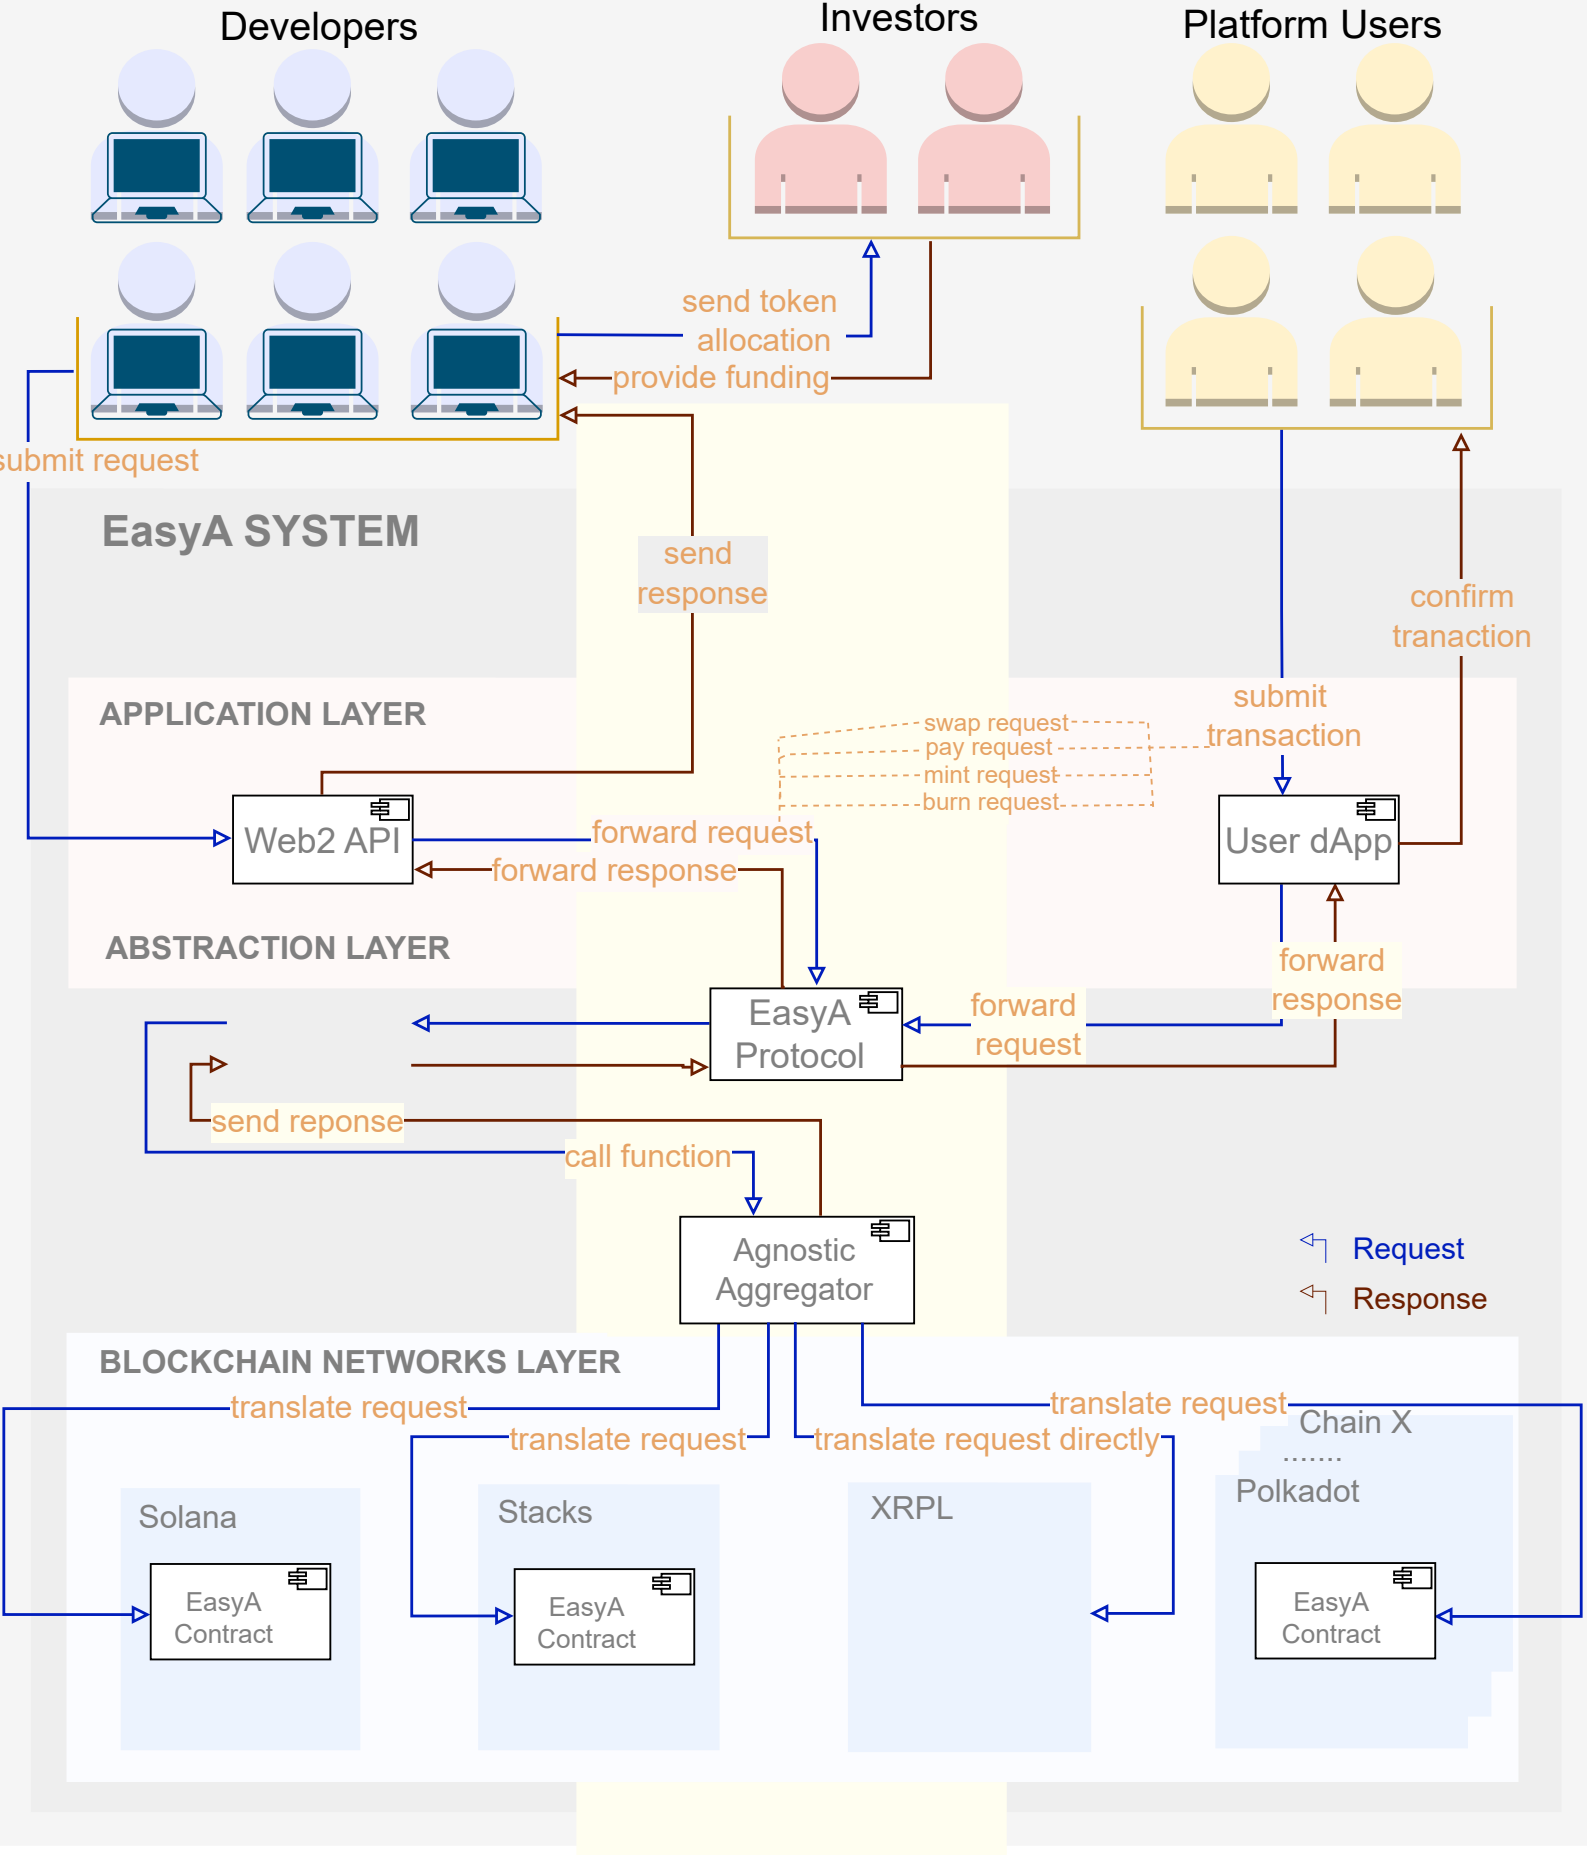 Developers
Investors
Platform Users
send token
allocation
provide funding
submit request
EasyA SYSTEM
send
response
confirm
tranaction
APPLICATION LAYER
submit
transaction
swap request
pay request
mint request
burn request
Web2 API
forward request
forward response
User dApp
ABSTRACTION LAYER
forward
response
EasyA
Protocol
forward
request
send reponse
call function
Agnostic
Aggregator
Request
Response
BLOCKCHAIN NETWORKS LAYER
translate request
translate request
translate request directly
translate request
Chain X
.......
Polkadot
Solana
Stacks
XRPL
EasyA
Contract
EasyA
Contract
EasyA
Contract